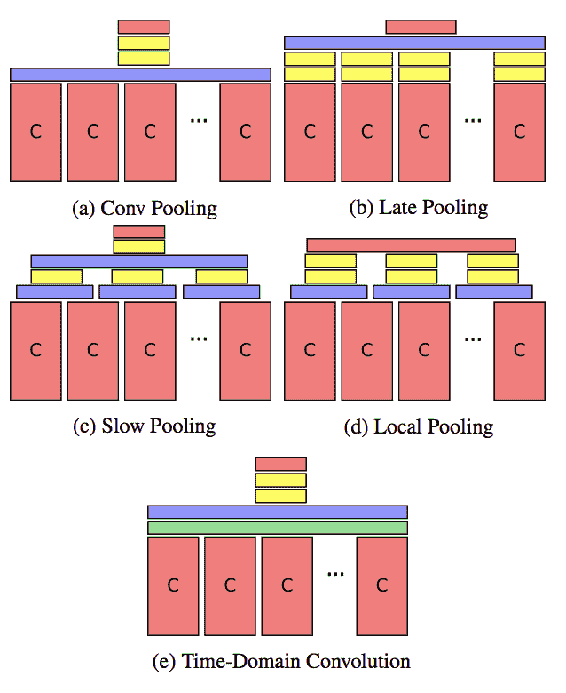 C C C ... C
C C C ... C
(a) Conv Pooling
(b) Late Pooling
C C C ... C
C C C ... C
(c) Slow Pooling
(d) Local Pooling
C C C ... C
(e) Time-Domain Convolution